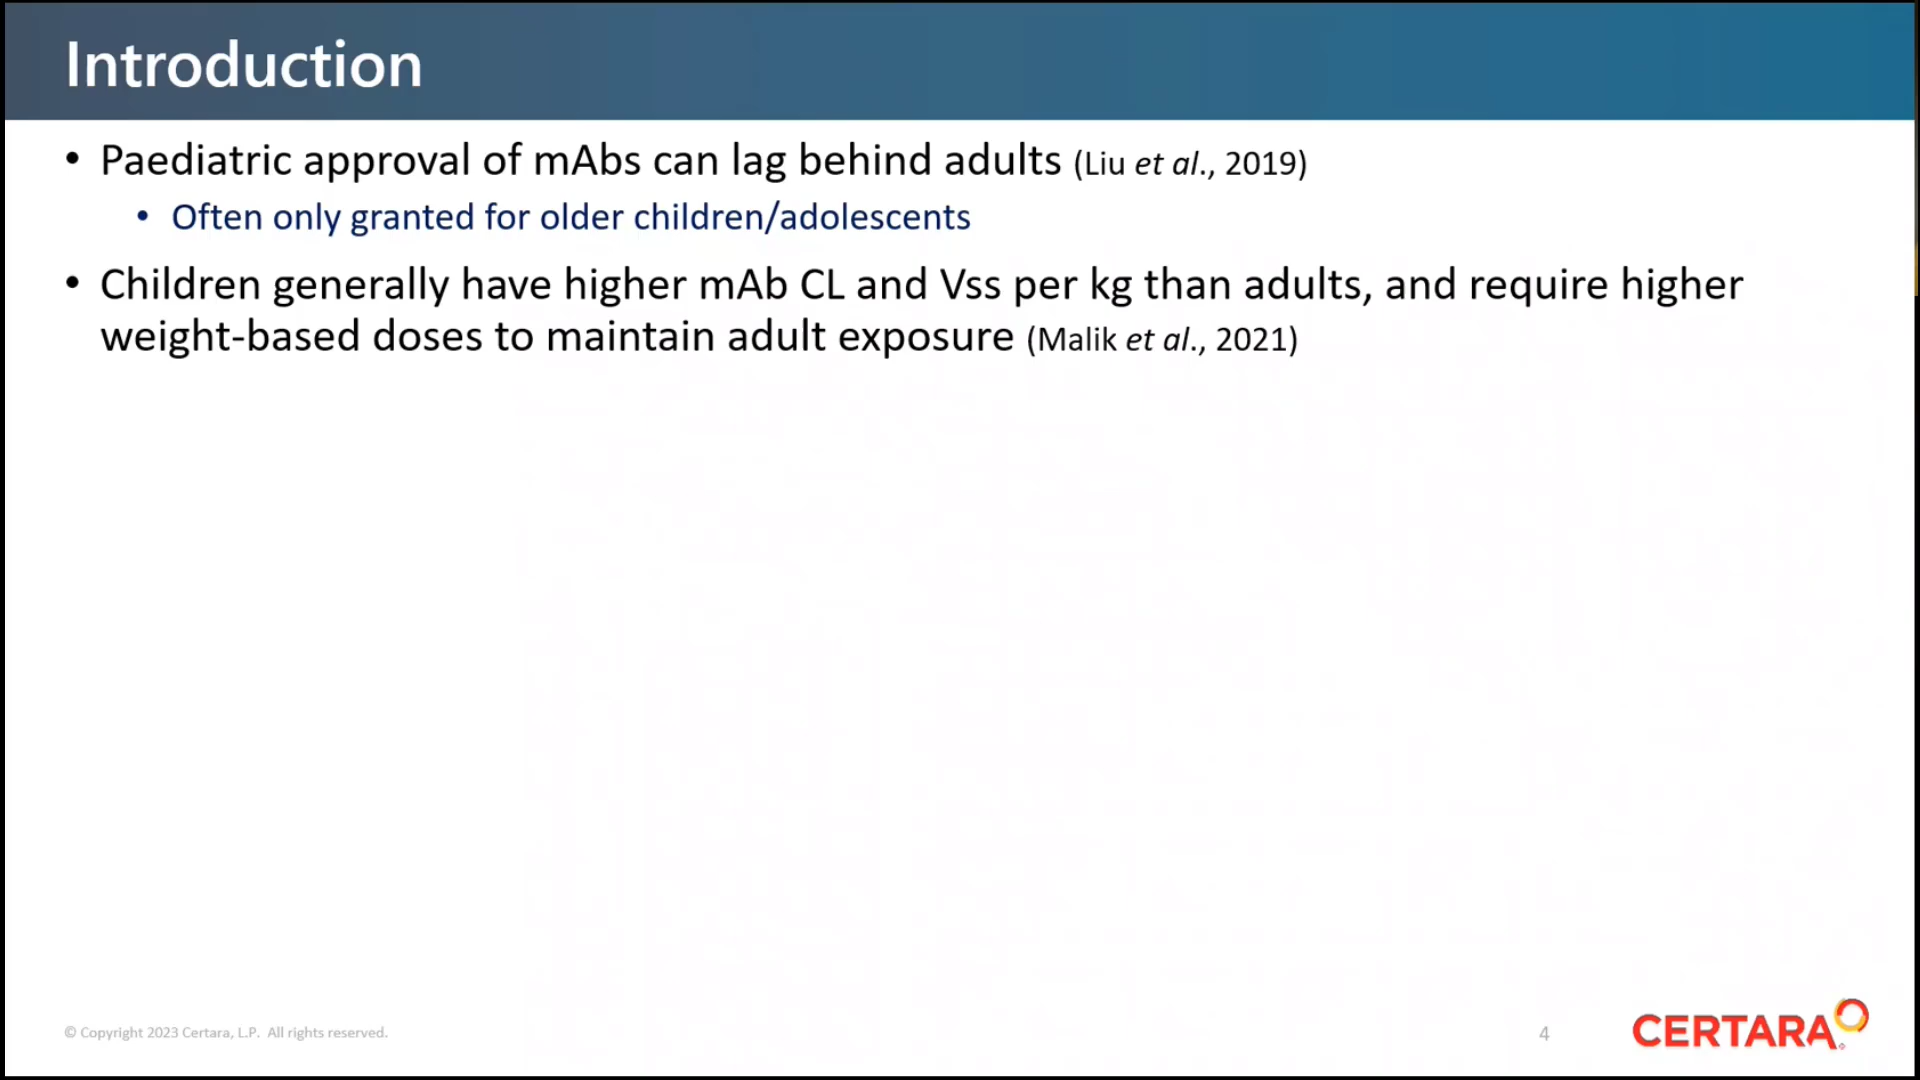 Introduction
• Paediatric approval of mAbs can lag behind adults (Liu et al., 2019)
• Often only granted for older children/adolescents
• Children generally have higher mAb CL and Vss per kg than adults, and require higher
weight-based doses to maintain adult exposure (Malik et al., 2021)
© Copyright 2023 Certara, L.P. All rights reserved.
4
CERTARA